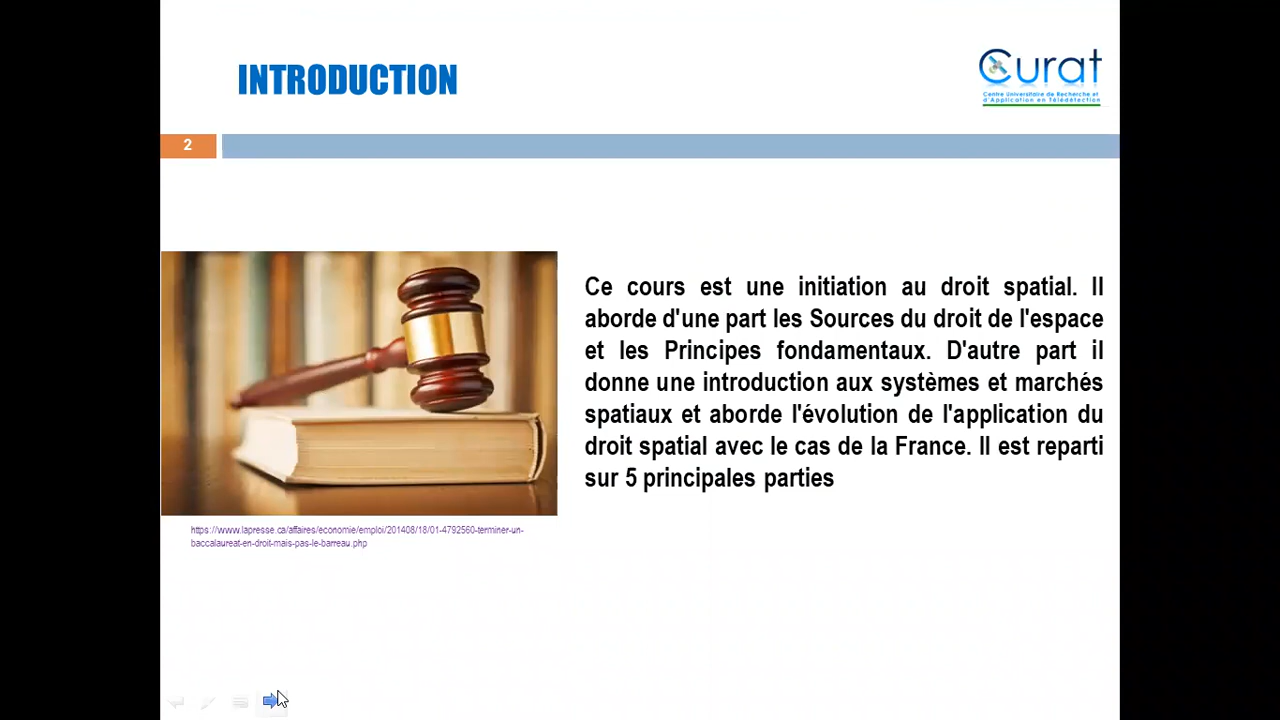 INTRODUCTION
Curat
Centre Universitaire de Recherche et
d'Application en Télédétection
2
Ce cours est une initiation au droit spatial. Il
aborde d'une part les Sources du droit de l'espace
et les Principes fondamentaux. D'autre part il
donne une introduction aux systèmes et marchés
spatiaux et aborde l'évolution de l'application du
droit spatial avec le cas de la France. Il est reparti
sur 5 principales parties
https://www.lapresse.ca/affaires/economie/emploi/201408/18/01-4792560-terminer-un-
baccalaureat-en-droit-mais-pas-le-barreau.php